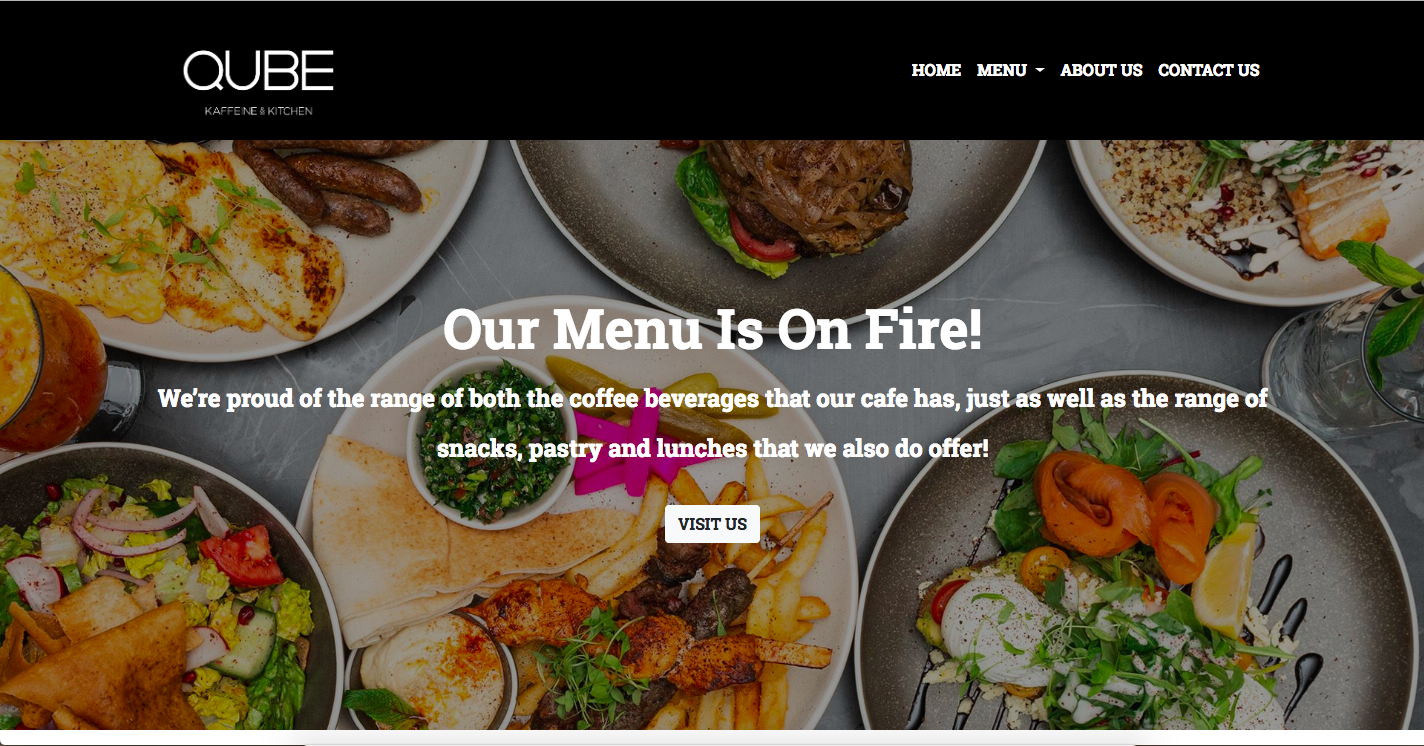 QUBE
KAFFEINE & KITCHEN
HOME MENU ABOUT US CONTACT US
Our Menu Is On Fire!
We're proud of the range of both the coffee beverages that our cafe has, just as well as the range of
snacks, pastry and lunches that we also do offer!
VISIT US